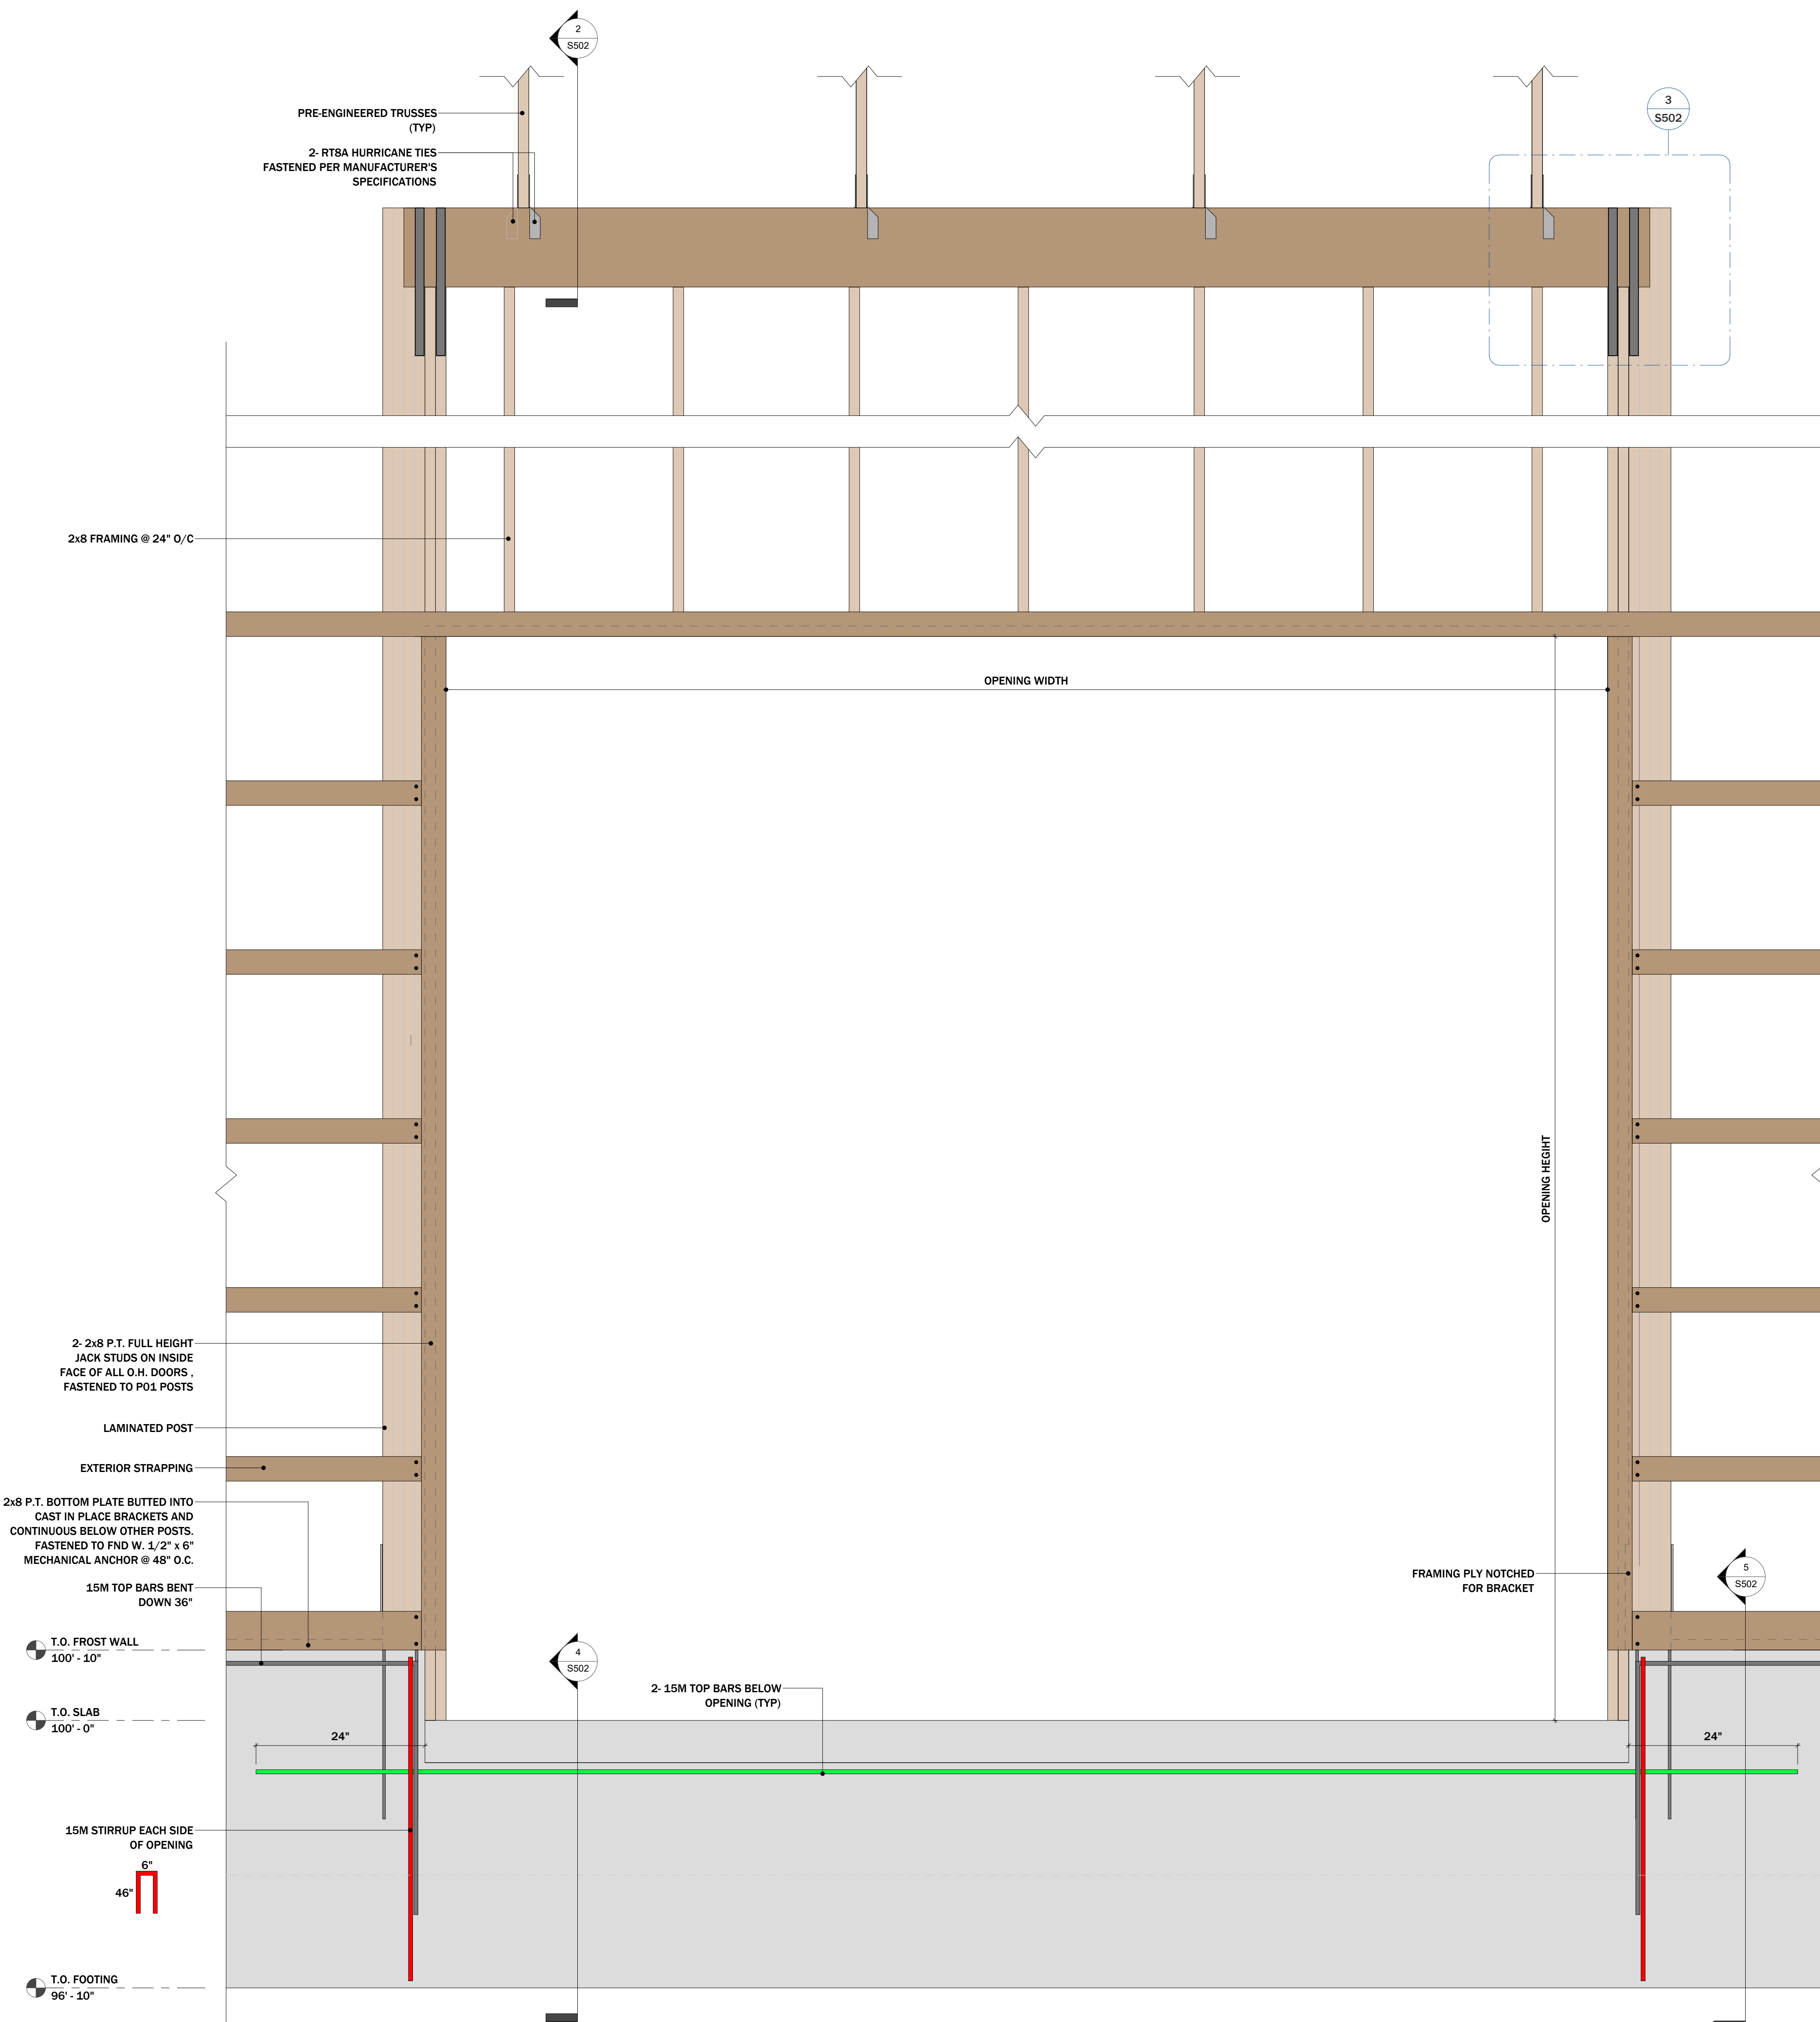 2
S502
PRE-ENGINEERED TRUSSES
(TYP)
3
S502
2- RT8A HURRICANE TIES
FASTENED PER MANUFACTURER'S
SPECIFICATIONS
2x8 FRAMING @ 24" O/C
OPENING WIDTH
OPENING HEGIHT
2- 2x8 P.T. FULL HEIGHT
JACK STUDS ON INSIDE
FACE OF ALL O.H. DOORS ,
FASTENED TO P01 POSTS
LAMINATED POST
EXTERIOR STRAPPING
2x8 P.T. BOTTOM PLATE BUTTED INTO
CAST IN PLACE BRACKETS AND
CONTINUOUS BELOW OTHER POSTS.
FASTENED TO FND W. 1/2" x 6"
MECHANICAL ANCHOR @ 48" O.C.
FRAMING PLY NOTCHED
FOR BRACKET
5
S502
15M TOP BARS BENT
DOWN 36"
T.O. FROST WALL
100' - 10"
4
S502
2- 15M TOP BARS BELOW
OPENING (TYP)
T.O. SLAB
100' - 0"
24"
24"
15M STIRRUP EACH SIDE
OF OPENING
6"
46"
T.O. FOOTING
96' - 10"